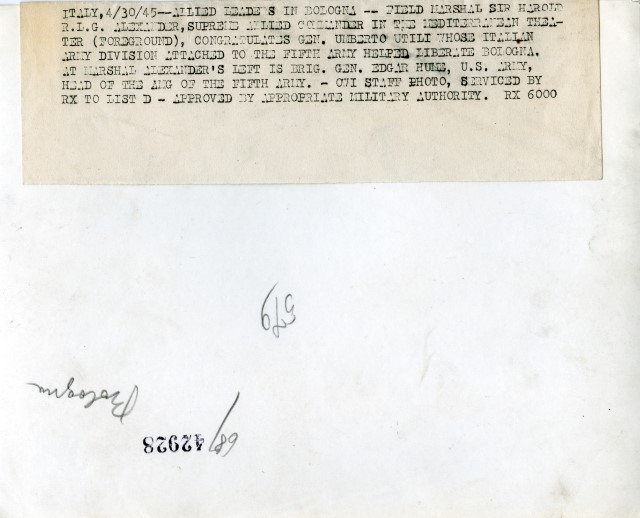 ITALY,4/30/45--ALLIED LEADERS IN BOLOGNA -- FIELD MARSHAL SIR HAROLD
R.L.G. ALEXANDER,SUPREME ALLIED COMMANDER IN THE MEDITERRANEAN THEA-
TER (FOREGROUND), CONGRATULATES GEN. UMBERTO UTILI WHOSE ITALIAN
ARMY DIVISION ATTACHED TO THE FIFTH ARMY HELPED LIBERATE BOLOGNA.
AT MARSHAL ALEXANDER'S LEFT IS BRIG. GEN. EDGAR HUME, U.S. ARMY,
HEAD OF THE AMG OF THE FIFTH ARMY. - OWI STAFF PHOTO, SERVICED BY
RX TO LIST D - APPROVED BY APPROPRIATE MILITARY AUTHORITY. RX 6000
579
Bologna
42928